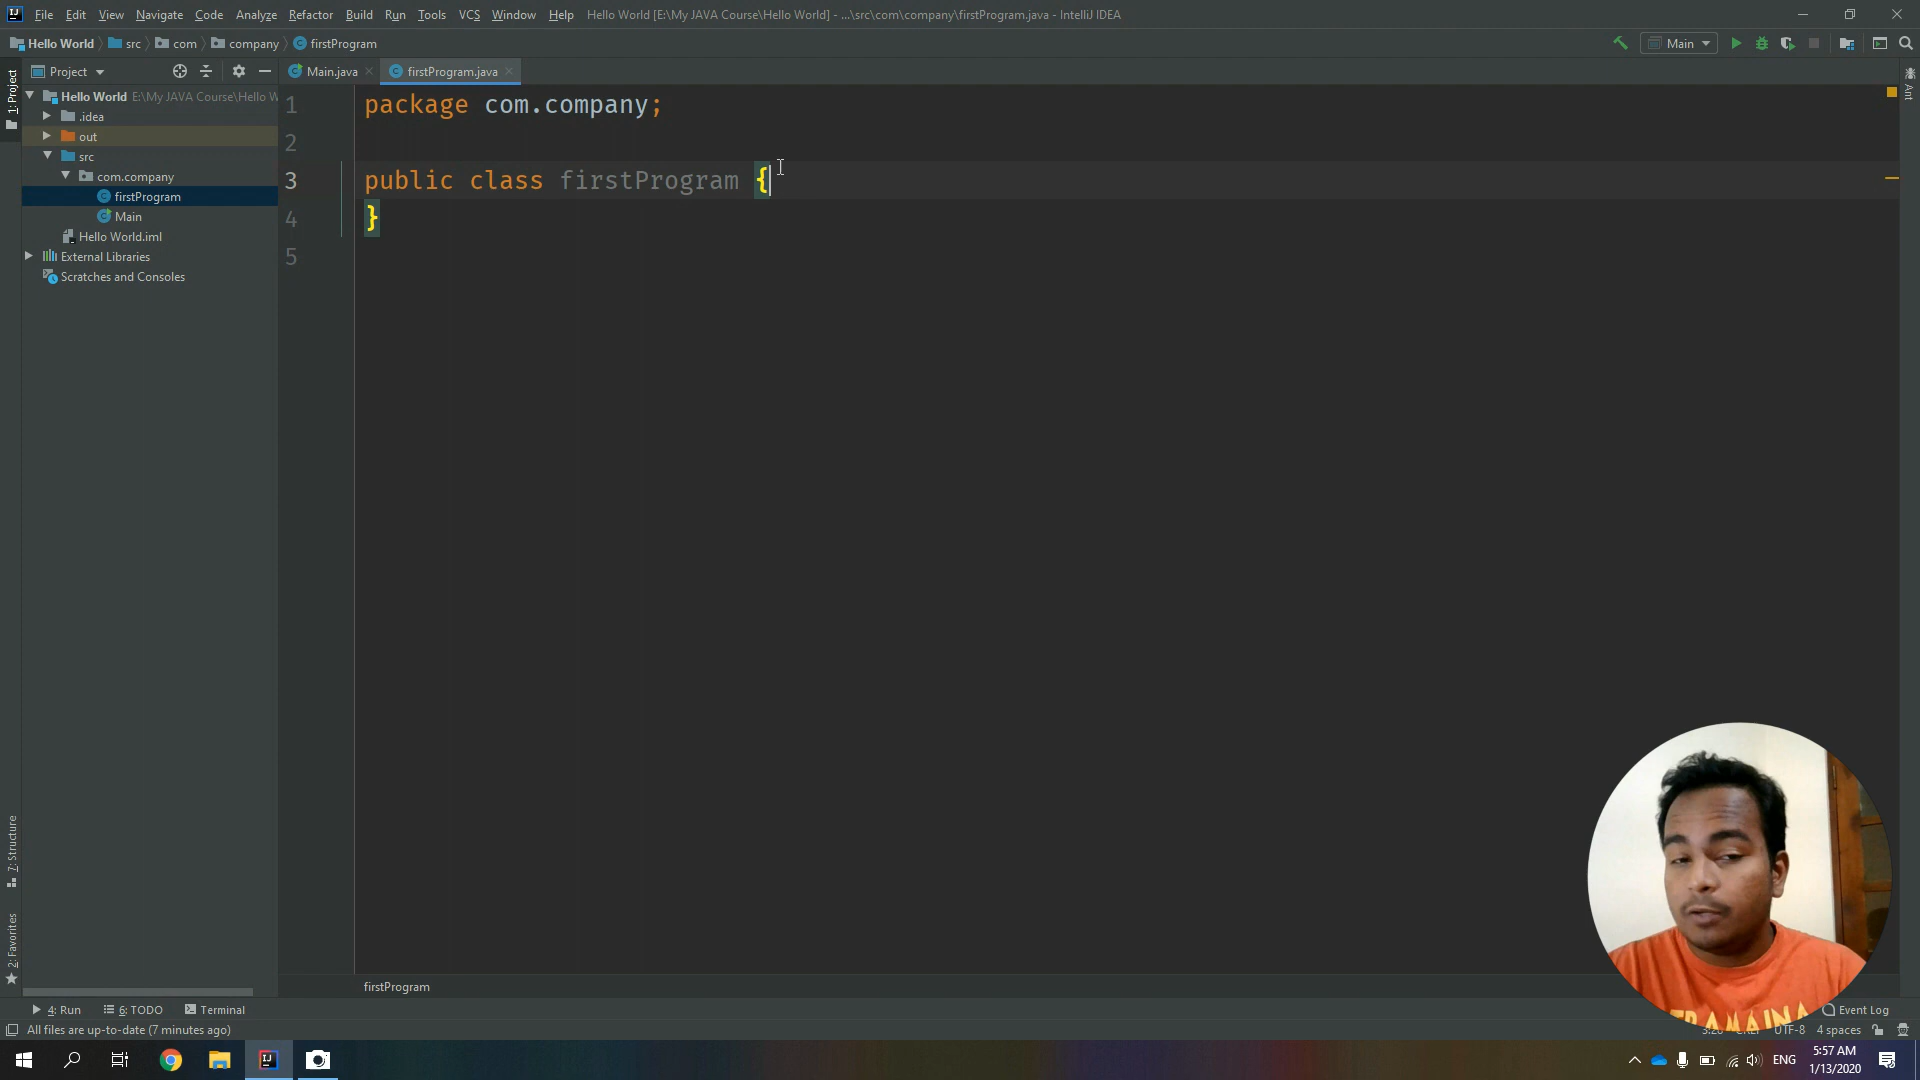 File Edit View Navigate Code Analyze Refactor Build Run Tools VCS Window Help Hello World [E:\My JAVA Course\Hello World] - ...\src\com\company\firstProgram.java - IntelliJ IDEA
Hello World src com company firstProgram Main
Project Main.java firstProgram.java
1: Project
Ant
Hello World E:\My JAVA Course\Hello W
.idea
out
src
com.company
firstProgram
Main
Hello World.iml
External Libraries
Scratches and Consoles
1 package com.company;
2
3 public class firstProgram {
4 }
5
7: Structure
2: Favorites
firstProgram
4: Run 6: TODO Terminal Event Log
All files are up-to-date (7 minutes ago) UTF-8 4 spaces
ENG 5:57 AM
1/13/2020